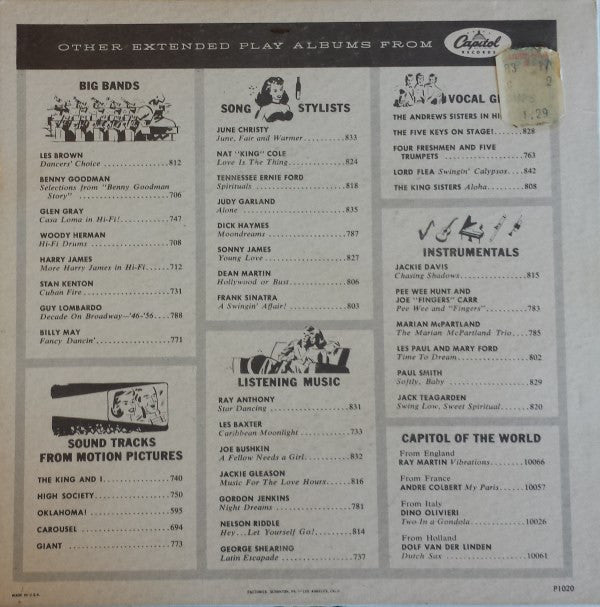 OTHER EXTENDED PLAY ALBUMS FROM
Capitol
RECORDS
BIG BANDS
LES BROWN
Dancers' Choice 812
BENNY GOODMAN
Selections from "Benny Goodman
Story" 706
GLEN GRAY
Casa Loma in Hi-Fi! 747
WOODY HERMAN
Hi-Fi Drums 708
HARRY JAMES
More Harry James in Hi-Fi 712
STAN KENTON
Cuban Fire 731
GUY LOMBARDO
Decade On Broadway—'46-'56 788
BILLY MAY
Fancy Dancin' 771
SOUND TRACKS
FROM MOTION PICTURES
THE KING AND I 740
HIGH SOCIETY 750
OKLAHOMA! 595
CAROUSEL 694
GIANT 773
SONG STYLISTS
JUNE CHRISTY
June, Fair and Warmer 833
NAT "KING" COLE
Love Is The Thing 824
TENNESSEE ERNIE FORD
Spirituals 818
JUDY GARLAND
Alone 835
DICK HAYMES
Moondreams 787
SONNY JAMES
Young Love 827
DEAN MARTIN
Hollywood or Bust 806
FRANK SINATRA
A Swingin' Affair! 803
LISTENING MUSIC
RAY ANTHONY
Star Dancing 831
LES BAXTER
Caribbean Moonlight 733
JOE BUSHKIN
A Fellow Needs a Girl 832
JACKIE GLEASON
Music For The Love Hours 816
GORDON JENKINS
Night Dreams 781
NELSON RIDDLE
Hey...Let Yourself Go! 814
GEORGE SHEARING
Latin Escapade 737
VOCAL G
THE ANDREWS SISTERS IN HI
THE FIVE KEYS ON STAGE! 828
FOUR FRESHMEN AND FIVE
TRUMPETS 763
LORD FLEA Swingin' Calypsos 842
THE KING SISTERS Aloha 808
1.29
INSTRUMENTALS
JACKIE DAVIS
Chasing Shadows 815
PEE WEE HUNT AND
JOE "FINGERS" CARR
Pee Wee and "Fingers" 783
MARIAN McPARTLAND
The Marian McPartland Trio 785
LES PAUL AND MARY FORD
Time To Dream 802
PAUL SMITH
Softly, Baby 829
JACK TEAGARDEN
Swing Low, Sweet Spiritual 820
CAPITOL OF THE WORLD
From England
RAY MARTIN Vibrations 10066
From France
ANDRE COLBERT My Paris 10057
From Italy
DINO OLIVIERI
Two In a Gondola 10026
From Holland
DOLF VAN DER LINDEN
Dutch Sax 10061
MADE IN U.S.A.
FACTORIES: SCRANTON, PA. LOS ANGELES, CALIF.
P1020